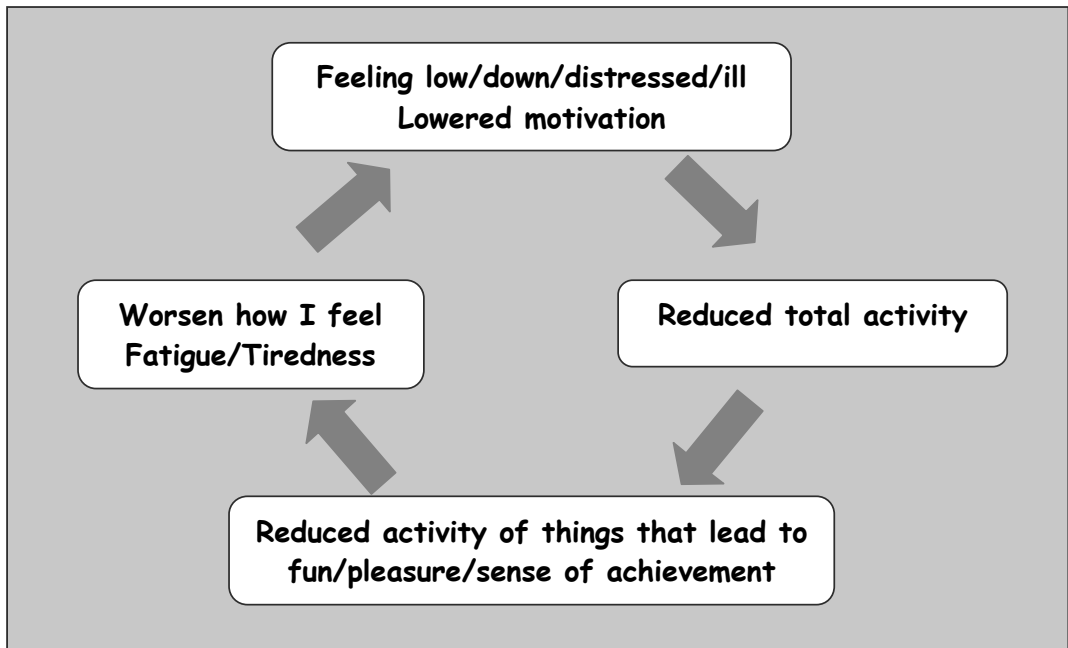 Feeling low/down/distressed/ill
Lowered motivation
Reduced total activity
Reduced activity of things that lead to
fun/pleasure/sense of achievement
Worsen how I feel
Fatigue/Tiredness